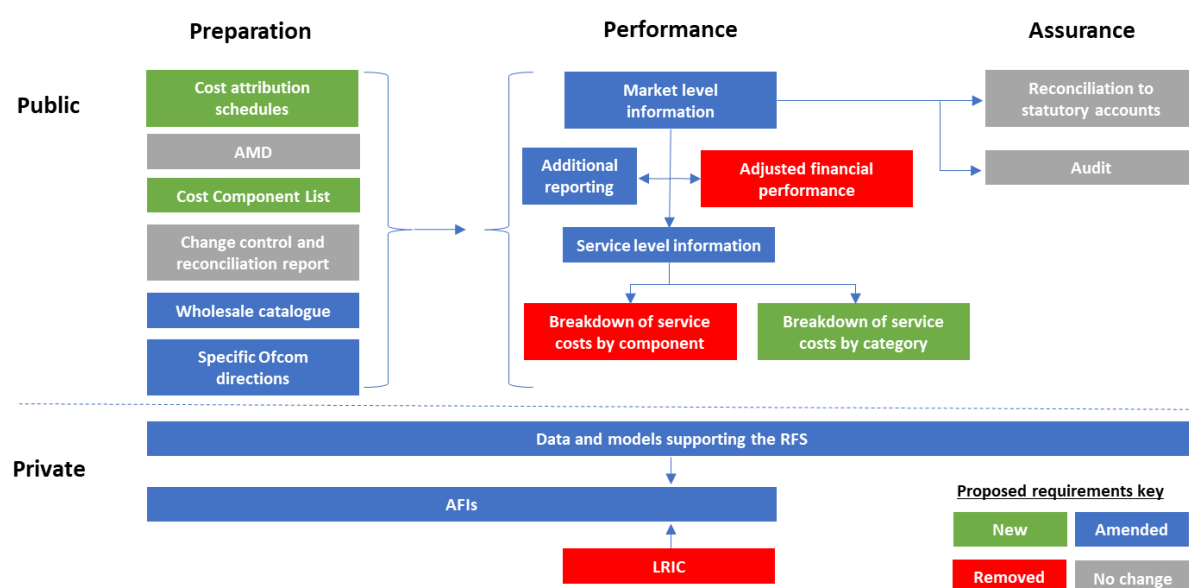 Preparation
Performance
Assurance
Public
Cost attribution
schedules
AMD
Cost Component List
Change control and
reconciliation report
Wholesale catalogue
Specific Ofcom
directions
Market level
information
Additional
reporting
Adjusted financial
performance
Service level information
Breakdown of service
costs by component
Breakdown of service
costs by category
Reconciliation to
statutory accounts
Audit
Private
Data and models supporting the RFS
AFIs
LRIC
Proposed requirements key
New
Amended
Removed
No change